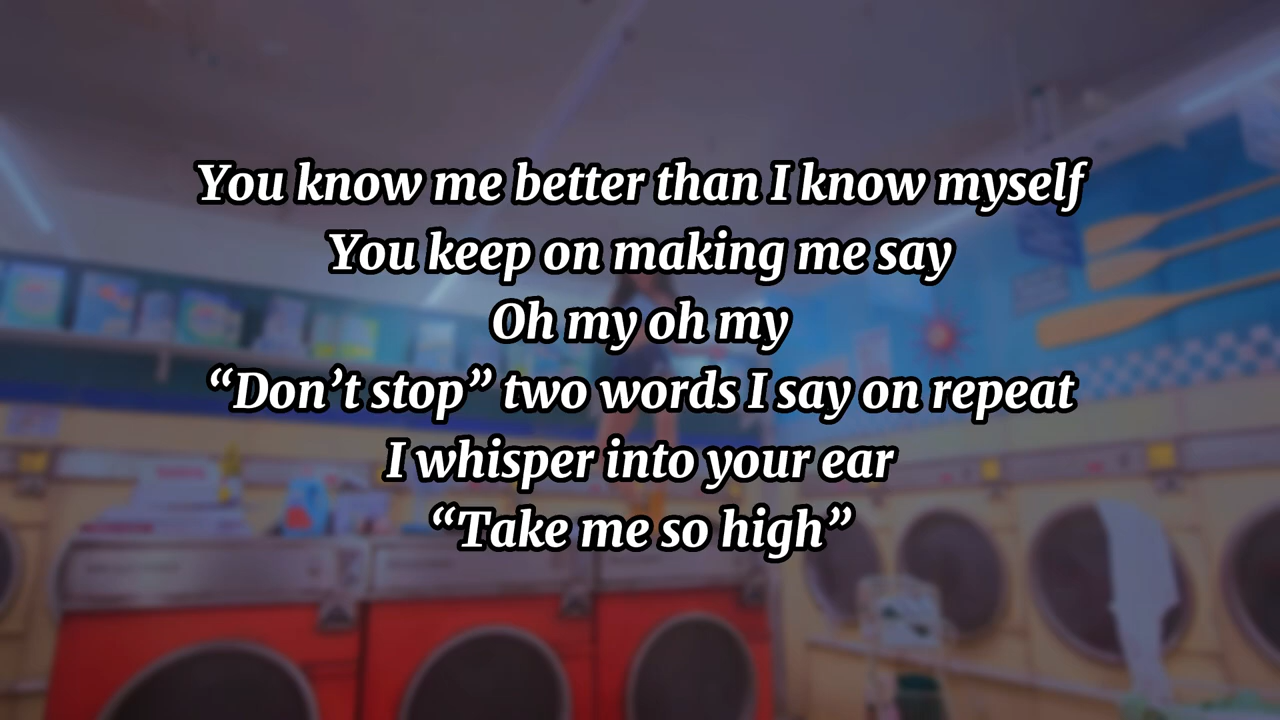 You know me better than I know myself
You keep on making me say
Oh my oh my
“Don’t stop” two words I say on repeat
I whisper into your ear
“Take me so high”